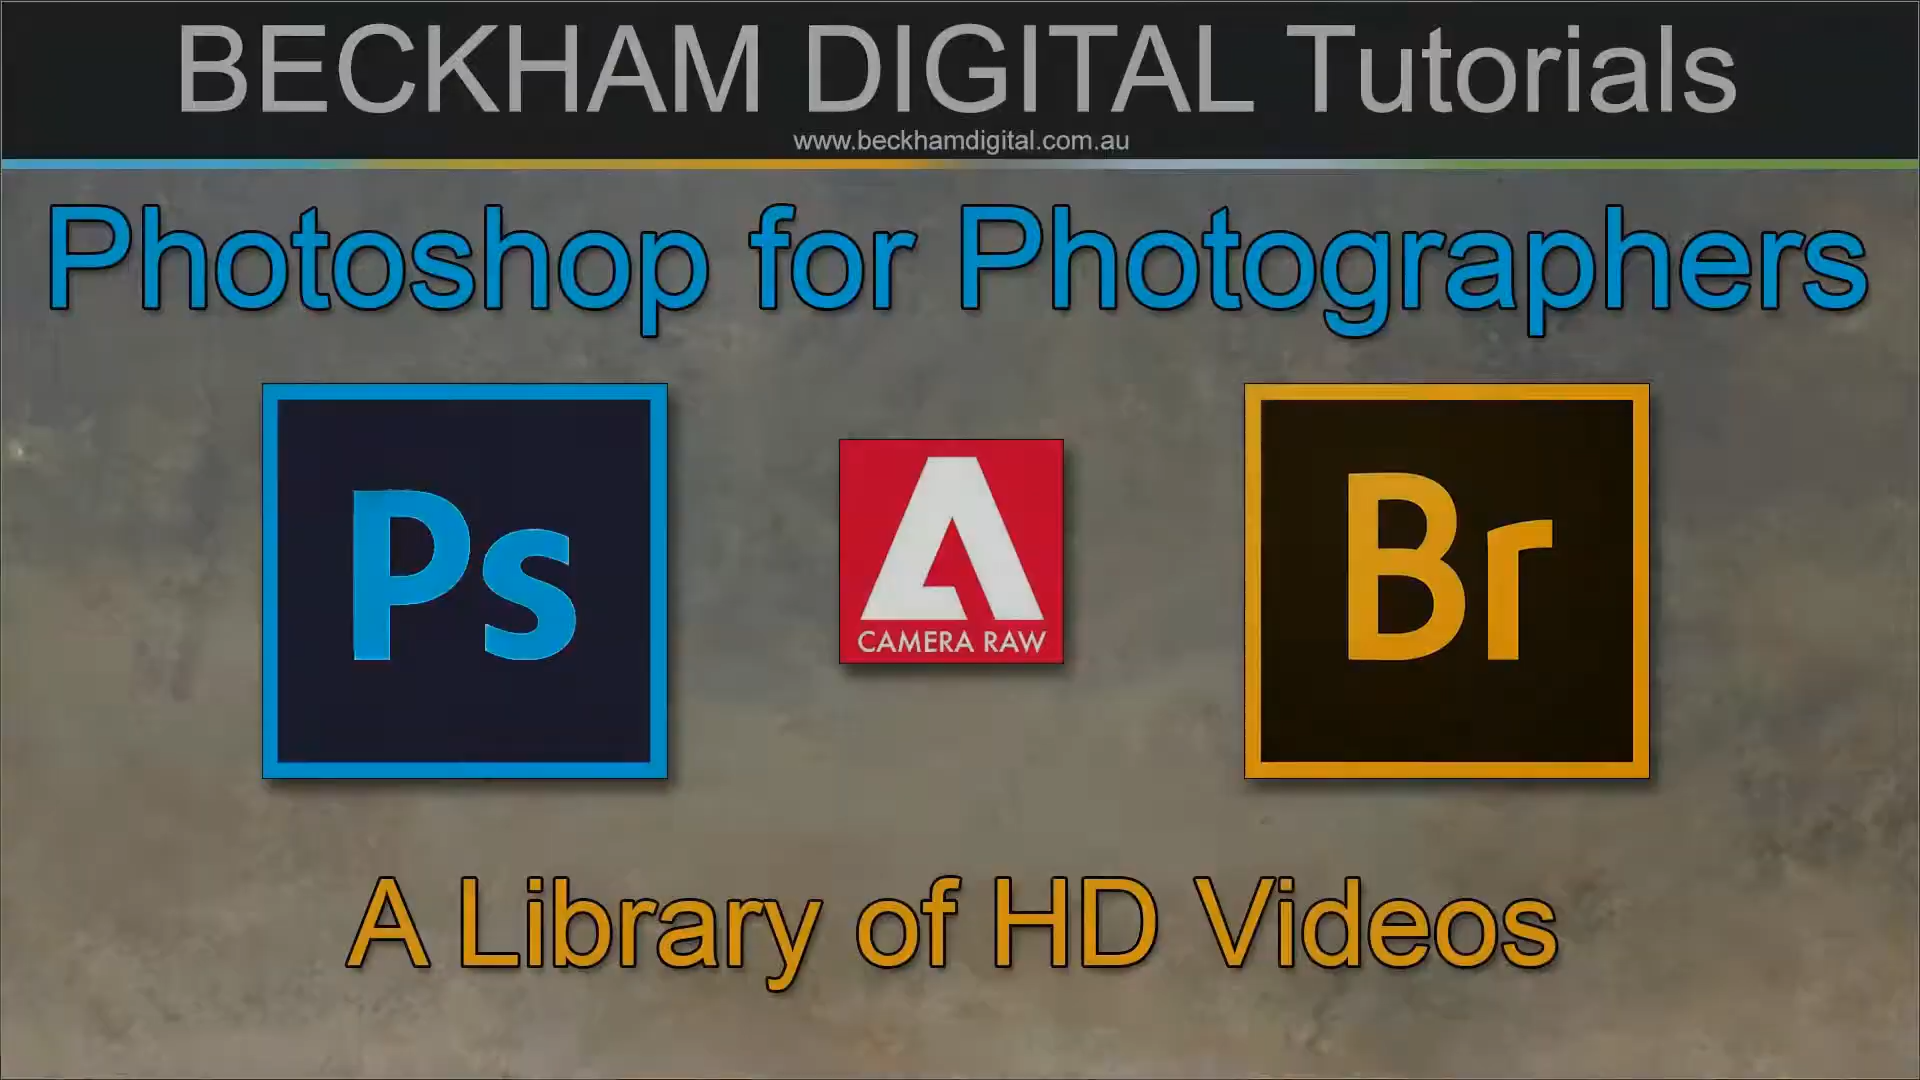 BECKHAM DIGITAL Tutorials
www.beckhamdigital.com.au
Photoshop for Photographers
Ps
CAMERA RAW
Br
A Library of HD Videos